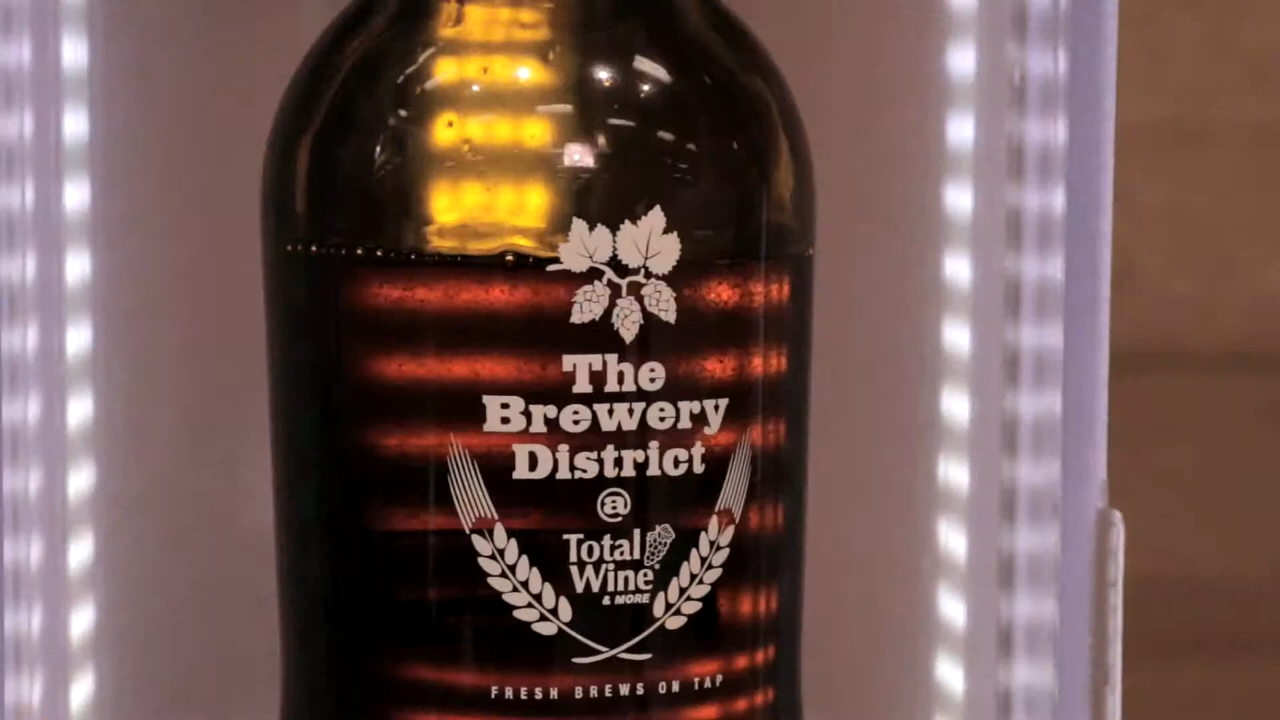 The
Brewery
District
@
Total
Wine®
& MORE
FRESH BREWS ON TAP